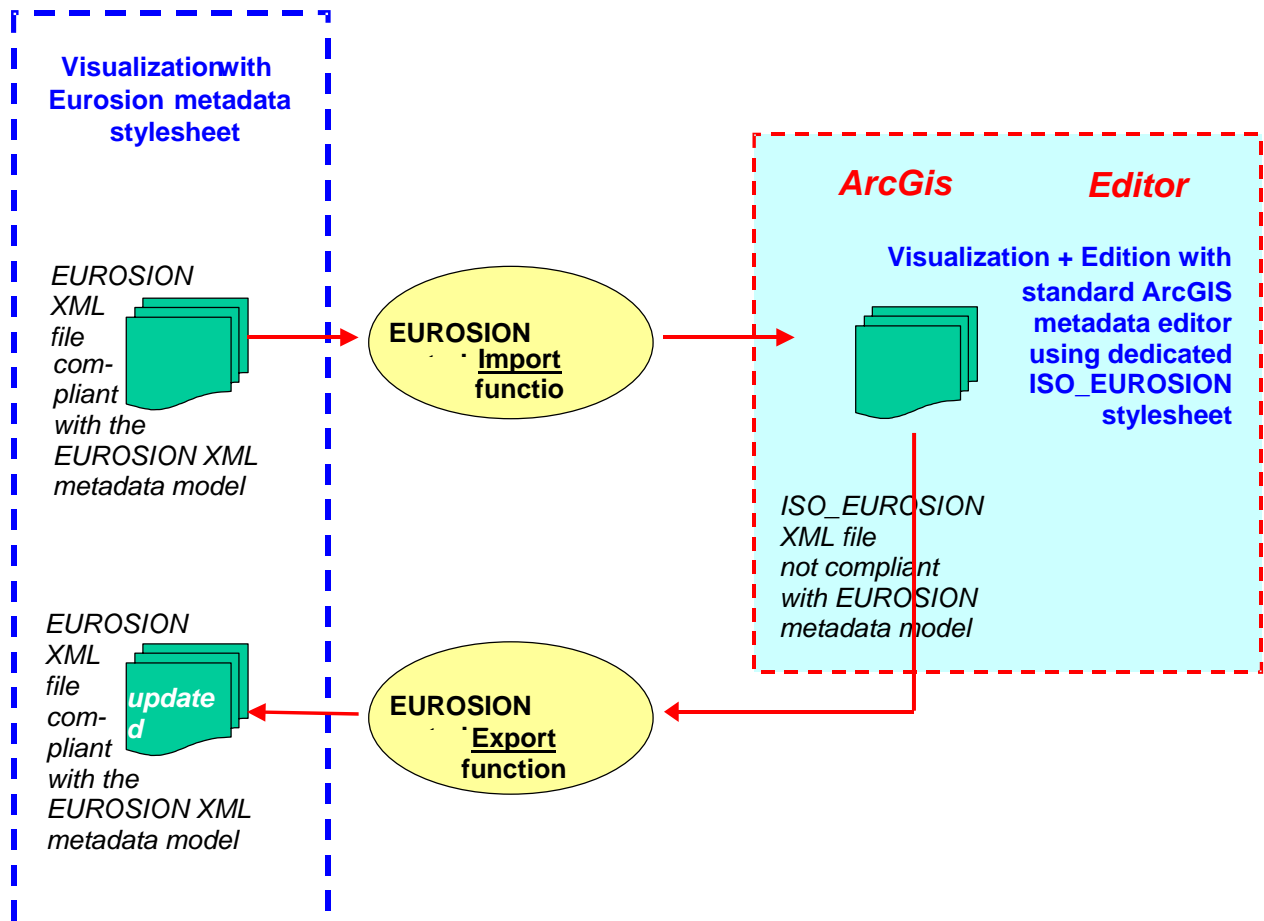 Visualizationwith
Eurosion metadata
stylesheet
ArcGis Editor
Visualization + Edition with
standard ArcGIS
metadata editor
using dedicated
ISO_EUROSION
stylesheet
EUROSION
XML
file
com-
pliant
with the
EUROSION XML
metadata model
EUROSION
Import
functio
ISO_EUROSION
XML file
not compliant
with EUROSION
metadata model
EUROSION
XML
file
com-
pliant
with the
EUROSION XML
metadata model
update
d
EUROSION
Export
function